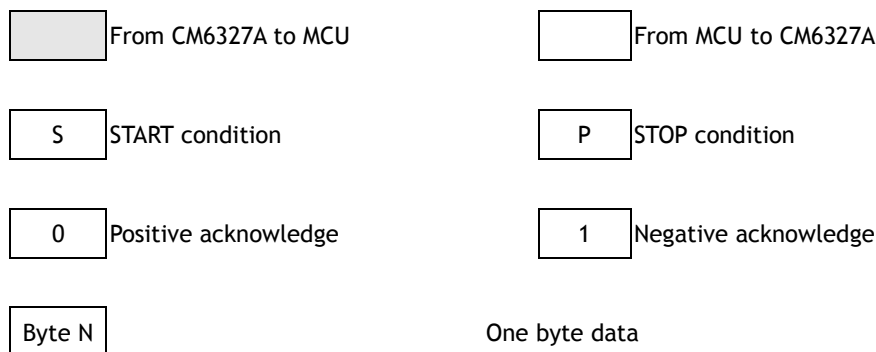 From CM6327A to MCU From MCU to CM6327A
S START condition P STOP condition
0 Positive acknowledge 1 Negative acknowledge
Byte N One byte data